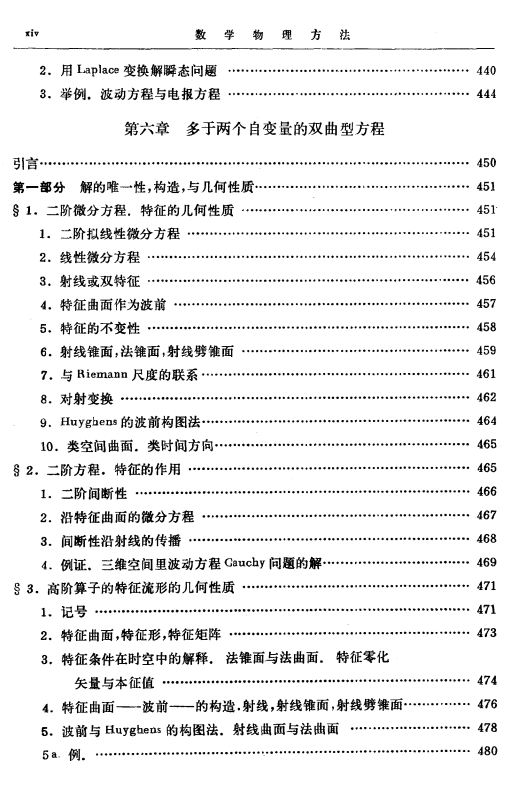 xiv 数学物理方法
2. 用 Laplace 变换解瞬态问题 …… 440
3. 举例. 波动方程与电报方程 …… 444
第六章 多于两个自变量的双曲型方程
引言…… 450
第一部分 解的唯一性,构造,与几何性质…… 451
§ 1. 二阶微分方程. 特征的几何性质 …… 451
1. 二阶拟线性微分方程 …… 451
2. 线性微分方程 …… 454
3. 射线或双特征 …… 456
4. 特征曲面作为波前 …… 457
5. 特征的不变性 …… 458
6. 射线锥面,法锥面,射线劈锥面 …… 459
7. 与 Riemann 尺度的联系…… 461
8. 对射变换 …… 462
9. Huyghens 的波前构图法…… 464
10. 类空间曲面. 类时间方向…… 465
§ 2. 二阶方程. 特征的作用 …… 465
1. 二阶间断性 …… 466
2. 沿特征曲面的微分方程 …… 467
3. 间断性沿射线的传播 …… 468
4. 例证. 三维空间里波动方程 Cauchy 问题的解…… 469
§ 3. 高阶算子的特征流形的几何性质 …… 471
1. 记号 …… 471
2. 特征曲面,特征形,特征矩阵 …… 473
3. 特征条件在时空中的解释. 法锥面与法曲面. 特征零化
矢量与本征值 …… 474
4. 特征曲面——波前——的构造.射线,射线锥面,射线劈锥面…… 476
5. 波前与 Huyghens 的构图法. 射线曲面与法曲面 …… 478
5a. 例. …… 480